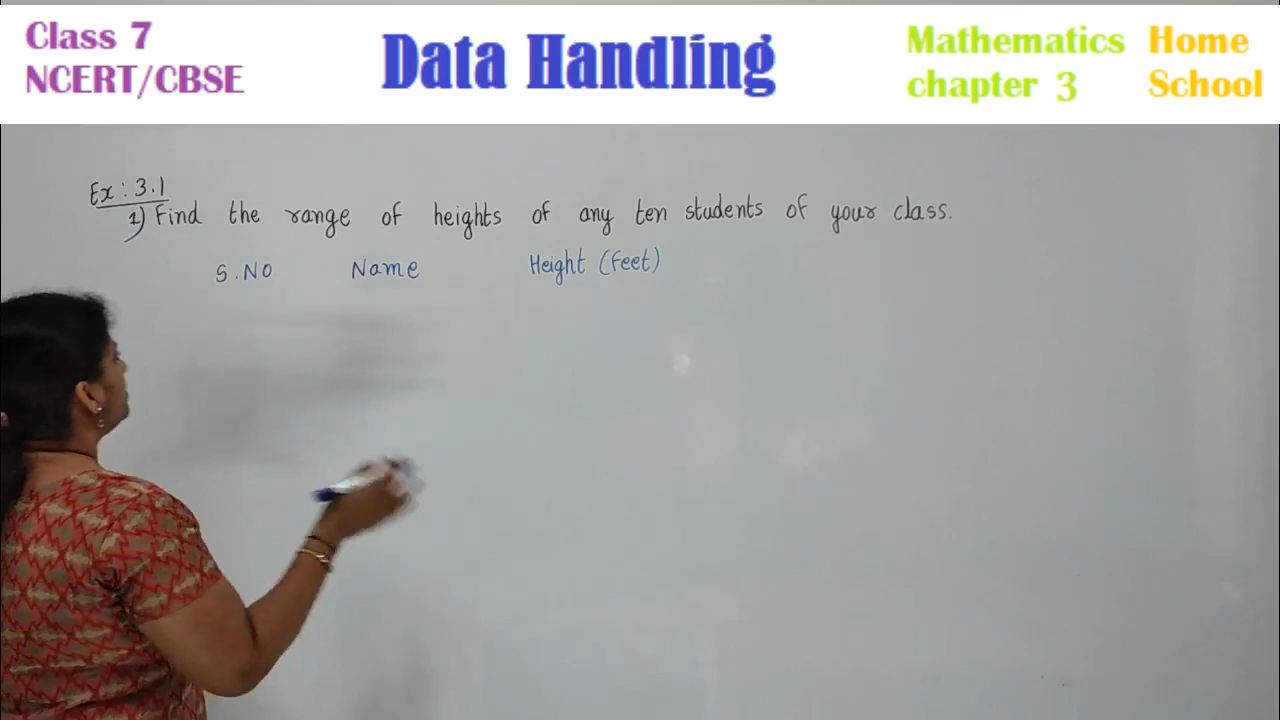 Class 7
NCERT/CBSE
Data Handling
Mathematics
chapter 3
Home
School
Ex : 3.1
1) Find the range of heights of any ten students of your class.
S.NO Name Height (Feet)